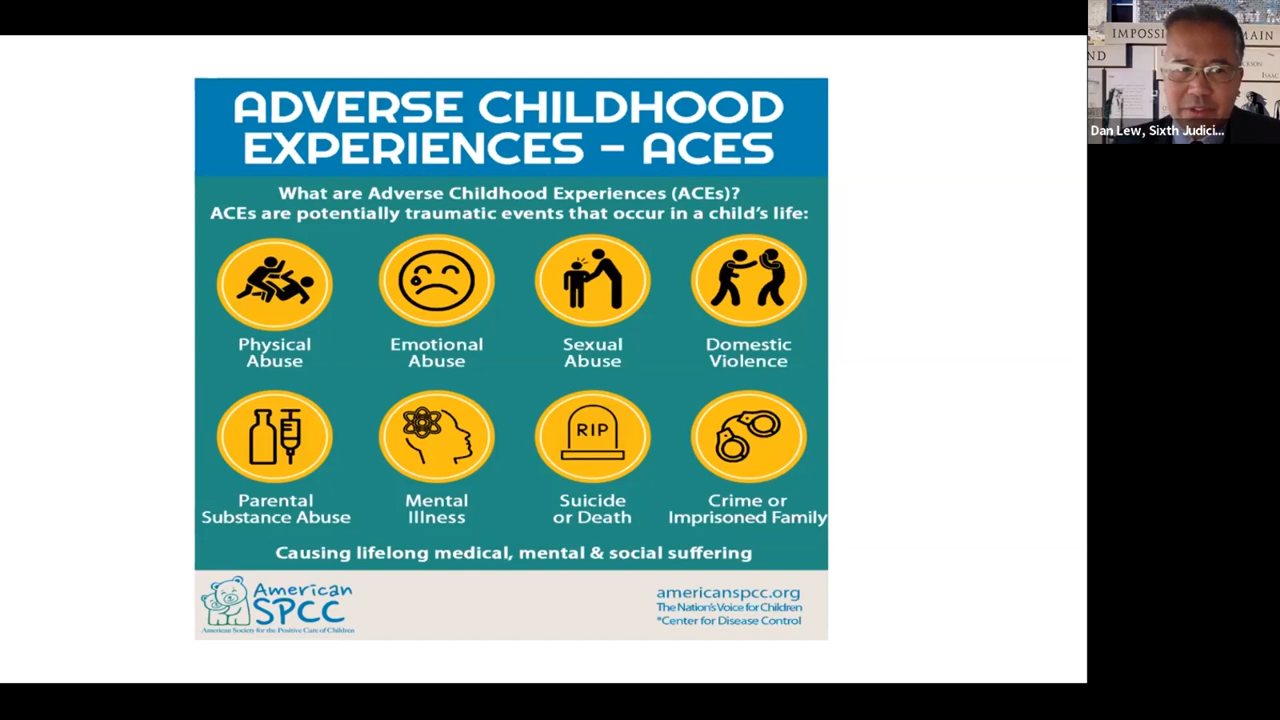 ADVERSE CHILDHOOD
EXPERIENCES - ACES
What are Adverse Childhood Experiences (ACEs)?
ACEs are potentially traumatic events that occur in a child's life:
Physical
Abuse
Emotional
Abuse
Sexual
Abuse
Domestic
Violence
RIP
Parental
Substance Abuse
Mental
Illness
Suicide
or Death
Crime or
Imprisoned Family
Causing lifelong medical, mental & social suffering
American
SPCC
American Society for the Positive Care of Children
americanspcc.org
The Nation's Voice for Children
*Center for Disease Control
IMPOSSI
MAIN
ND
Dan Lew, Sixth Judici...